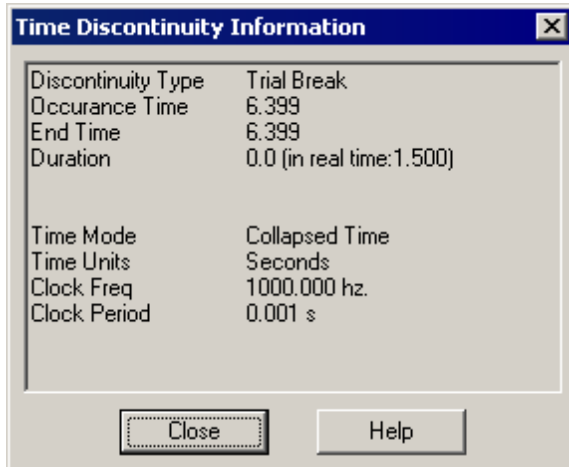 Time Discontinuity Information
Discontinuity Type Trial Break
Occurance Time 6.399
End Time 6.399
Duration 0.0 (in real time:1.500)
Time Mode Collapsed Time
Time Units Seconds
Clock Freq 1000.000 hz.
Clock Period 0.001 s
Close Help